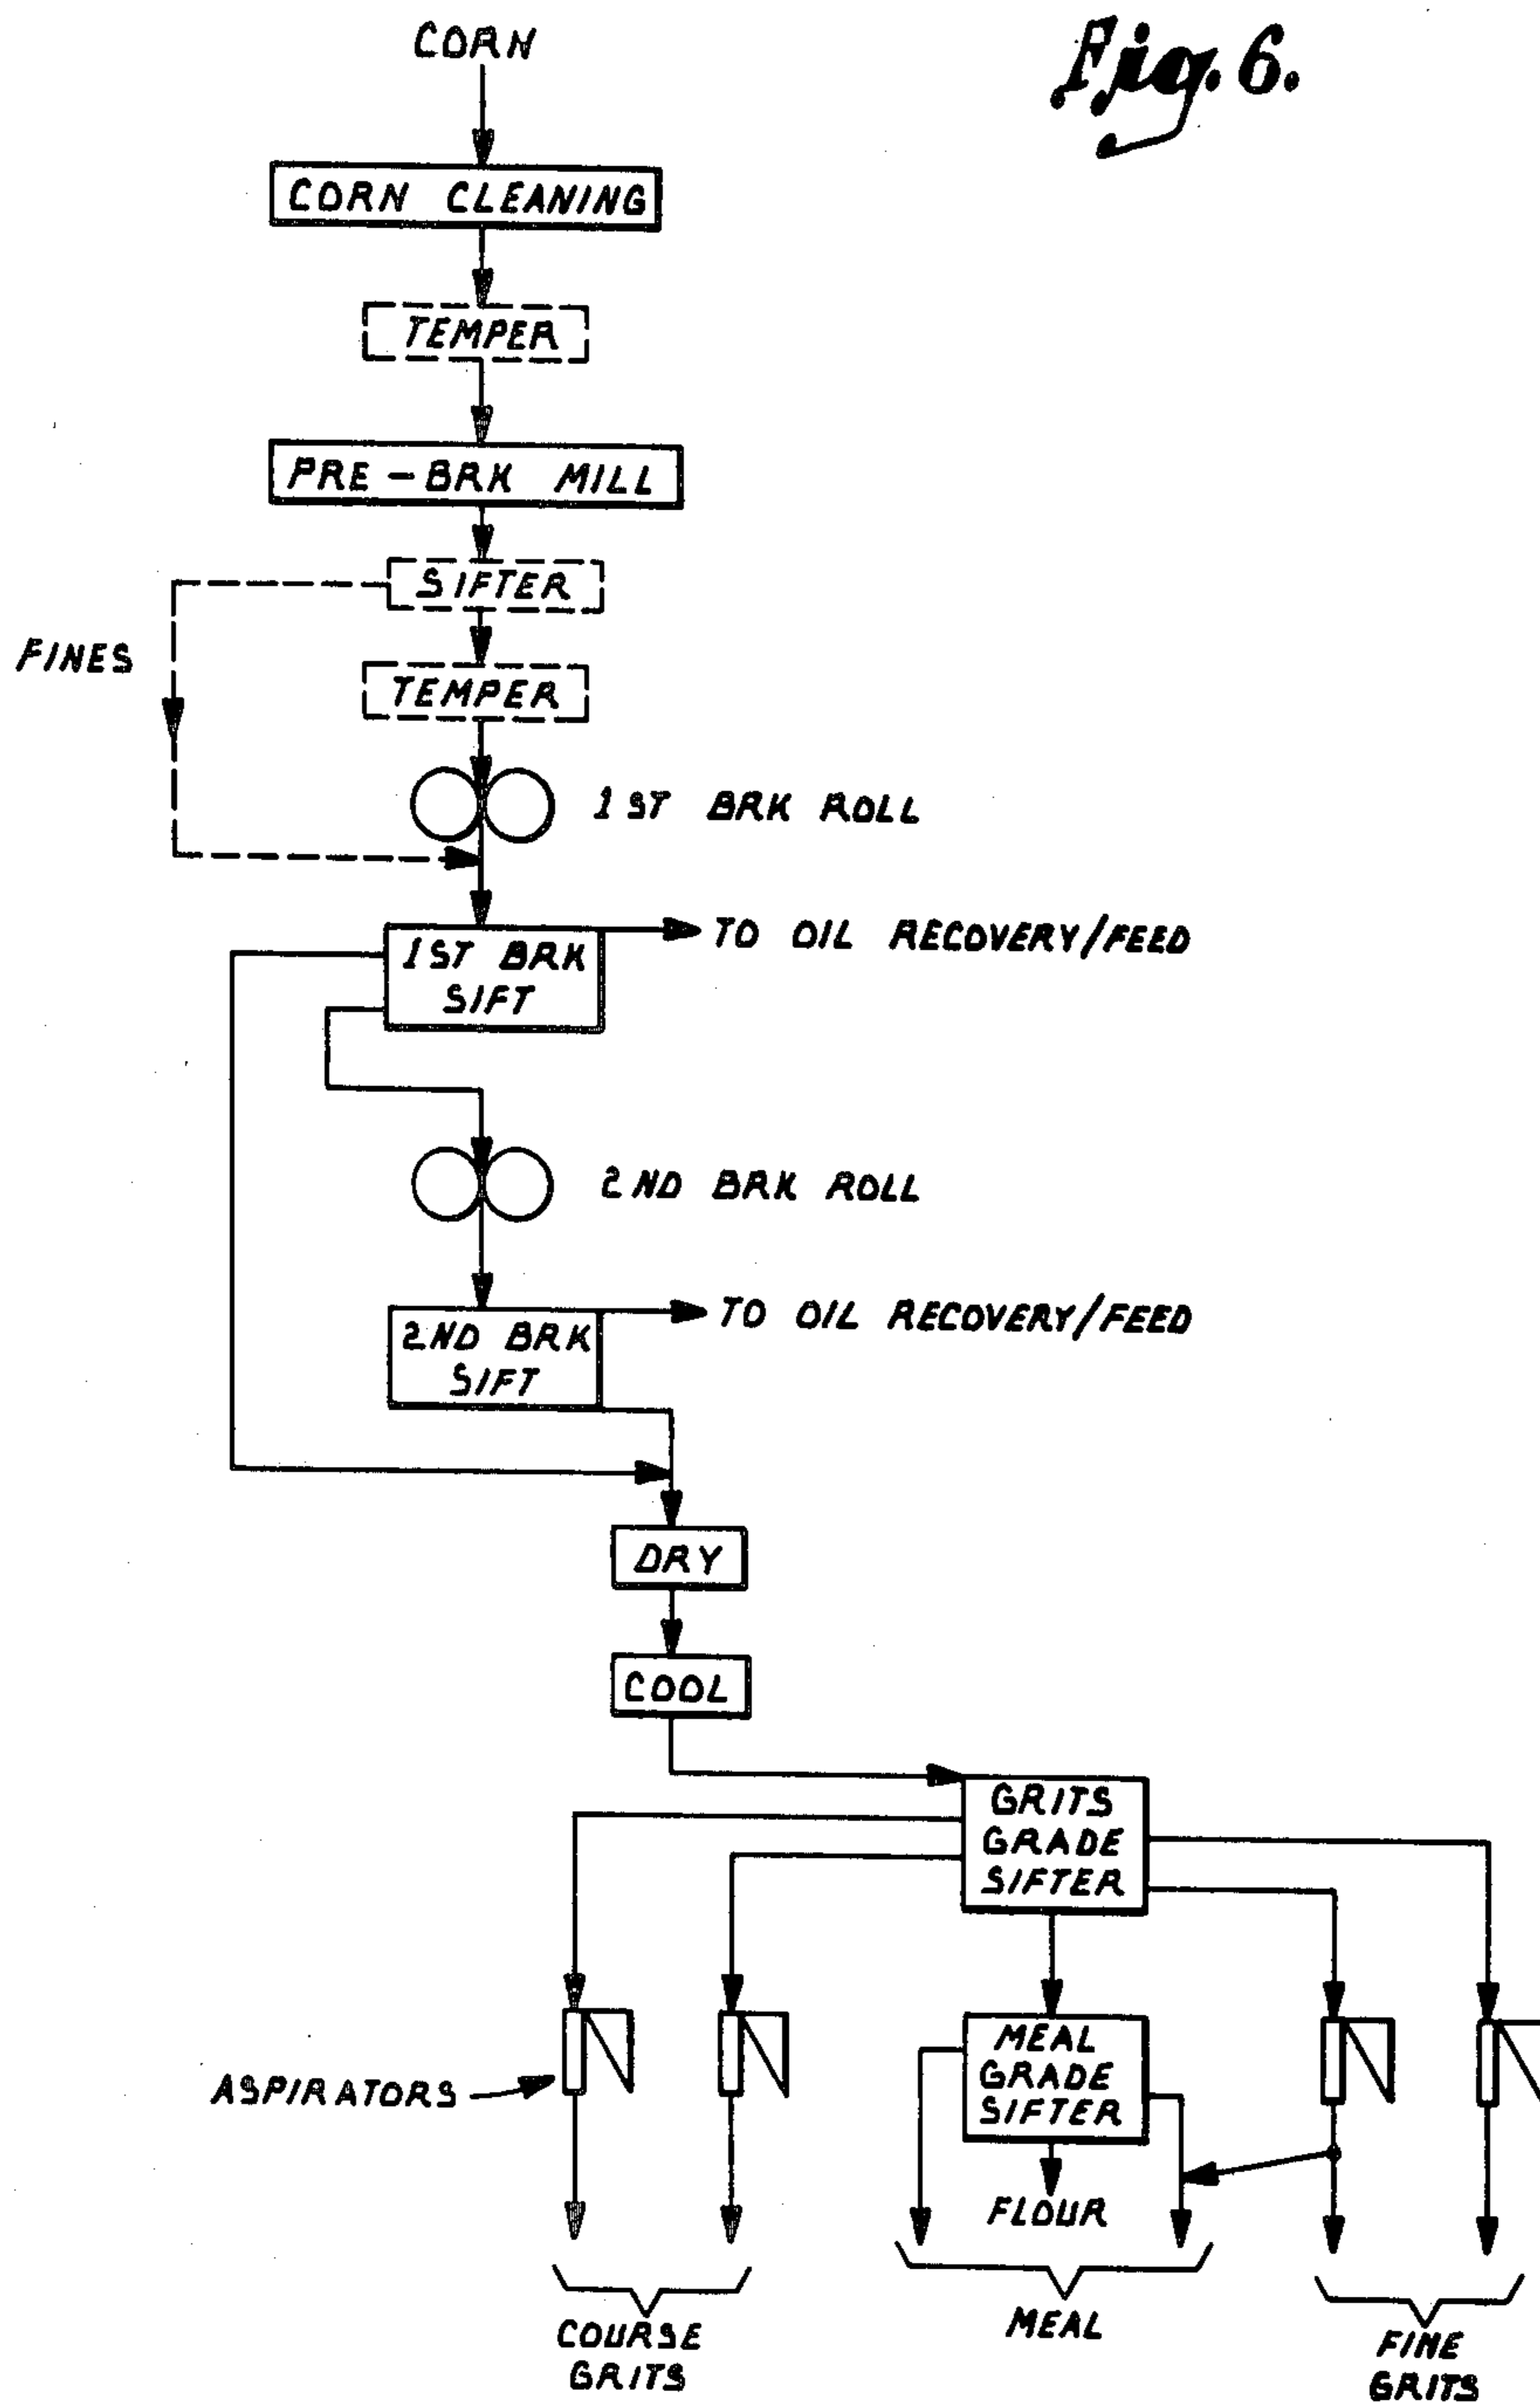 Fig. 6.
CORN
CORN CLEANING
TEMPER
PRE-BRK MILL
SIFTER
FINES
TEMPER
1ST BRK ROLL
TO OIL RECOVERY/FEED
1ST BRK
SIFT
2ND BRK ROLL
TO OIL RECOVERY/FEED
2ND BRK
SIFT
DRY
COOL
GRITS
GRADE
SIFTER
ASPIRATORS
MEAL
GRADE
SIFTER
FLOUR
COURSE
GRITS
MEAL
FINE
GRITS